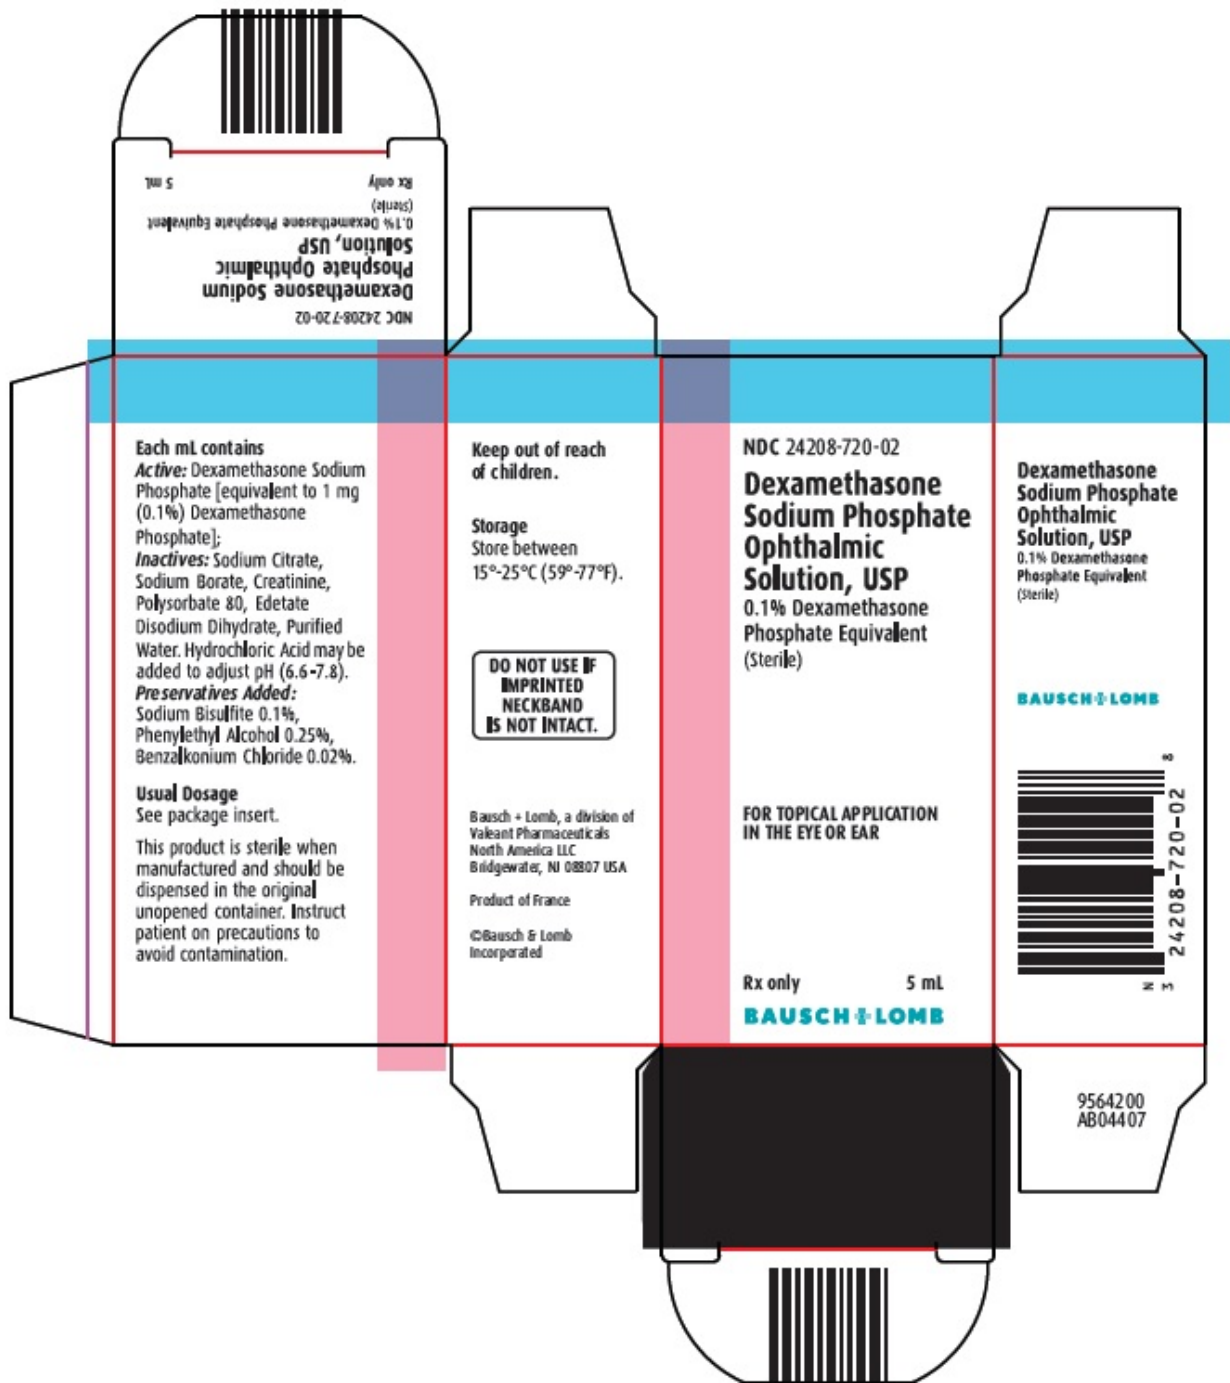 NDC 24208-720-02
Dexamethasone Sodium
Phosphate Ophthalmic
Solution, USP
0.1% Dexamethasone Phosphate Equivalent
(Sterile)
Rx only 5 mL
Each mL contains
Active: Dexamethasone Sodium
Phosphate [equivalent to 1 mg
(0.1%) Dexamethasone
Phosphate];
Inactives: Sodium Citrate,
Sodium Borate, Creatinine,
Polysorbate 80, Edetate
Disodium Dihydrate, Purified
Water. Hydrochloric Acid may be
added to adjust pH (6.6-7.8).
Preservatives Added:
Sodium Bisulfite 0.1%,
Phenylethyl Alcohol 0.25%,
Benzalkonium Chloride 0.02%.
Usual Dosage
See package insert.
This product is sterile when
manufactured and should be
dispensed in the original
unopened container. Instruct
patient on precautions to
avoid contamination.
Keep out of reach
of children.
Storage
Store between
15°-25°C (59°-77°F).
DO NOT USE IF
IMPRINTED
NECKBAND
IS NOT INTACT.
Bausch + Lomb, a division of
Valeant Pharmaceuticals
North America LLC
Bridgewater, NJ 08807 USA
Product of France
©Bausch & Lomb
Incorporated
NDC 24208-720-02
Dexamethasone
Sodium Phosphate
Ophthalmic
Solution, USP
0.1% Dexamethasone
Phosphate Equivalent
(Sterile)
FOR TOPICAL APPLICATION
IN THE EYE OR EAR
Rx only 5 mL
BAUSCH + LOMB
Dexamethasone
Sodium Phosphate
Ophthalmic
Solution, USP
0.1% Dexamethasone
Phosphate Equivalent
(Sterile)
BAUSCH + LOMB
N
3 24208-720-02 8
9564200
AB04407